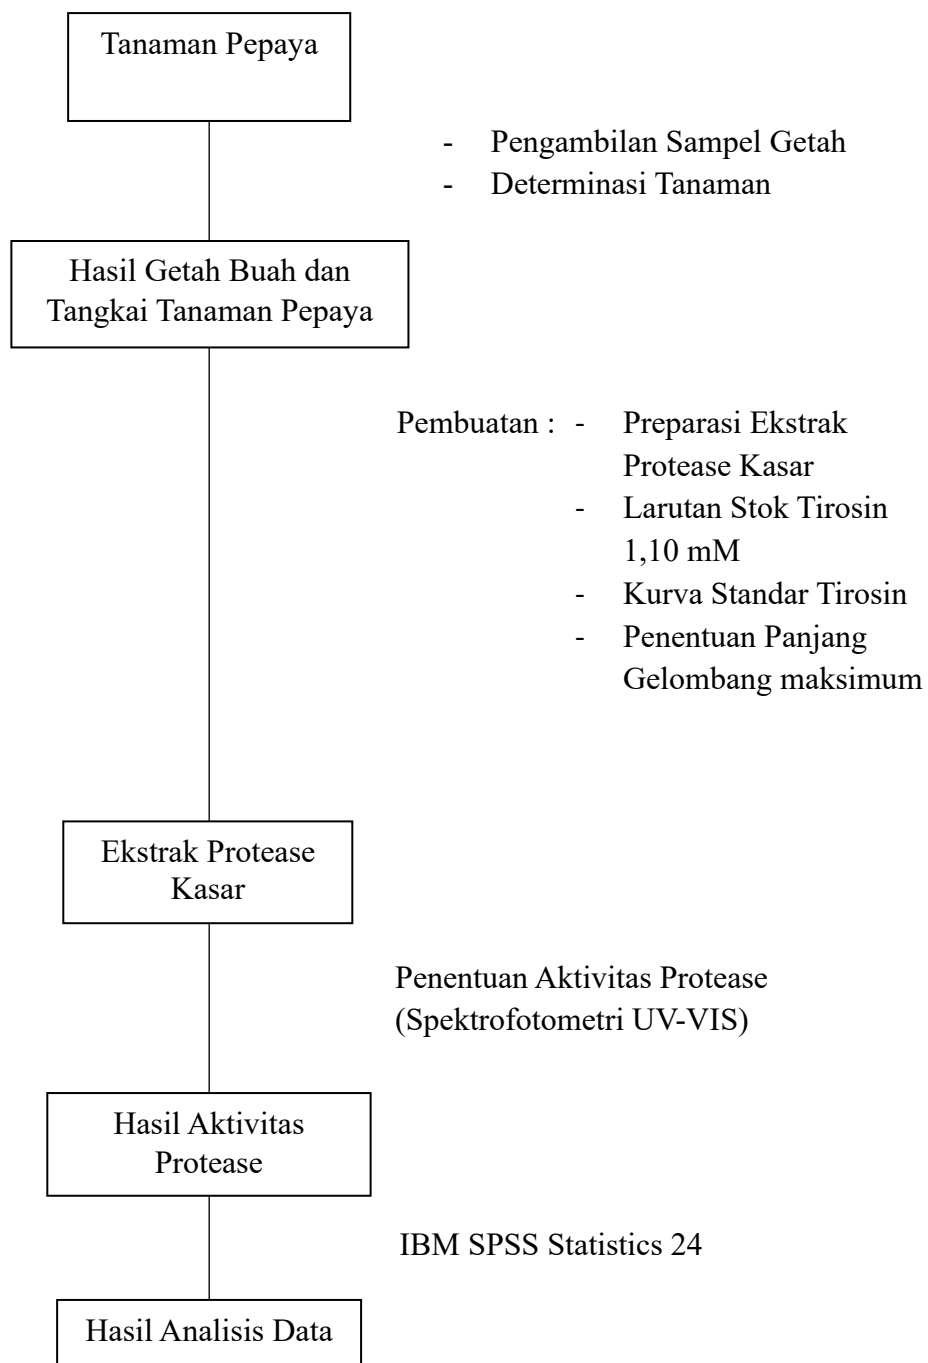 Tanaman Pepaya
- Pengambilan Sampel Getah
- Determinasi Tanaman
Hasil Getah Buah dan
Tangkai Tanaman Pepaya
Pembuatan : - Preparasi Ekstrak
Protease Kasar
- Larutan Stok Tirosin
1,10 mM
- Kurva Standar Tirosin
- Penentuan Panjang
Gelombang maksimum
Ekstrak Protease
Kasar
Penentuan Aktivitas Protease
(Spektrofotometri UV-VIS)
Hasil Aktivitas
Protease
IBM SPSS Statistics 24
Hasil Analisis Data